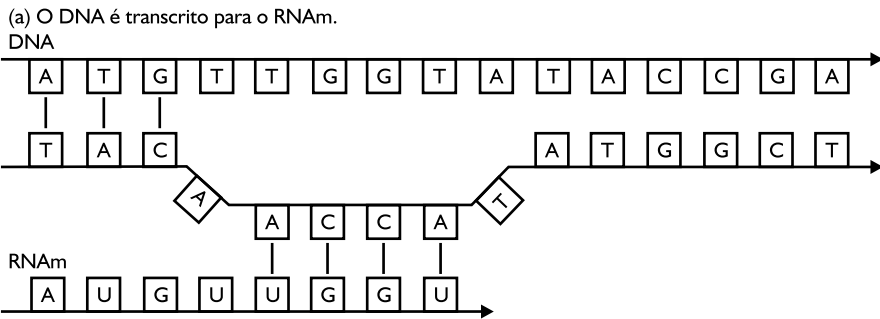 (a) O DNA é transcrito para o RNAm.
DNA
A T G T T G G T A T A C C G A
T A C A A C C A T A T G G C T
RNAm
A U G U U G G U